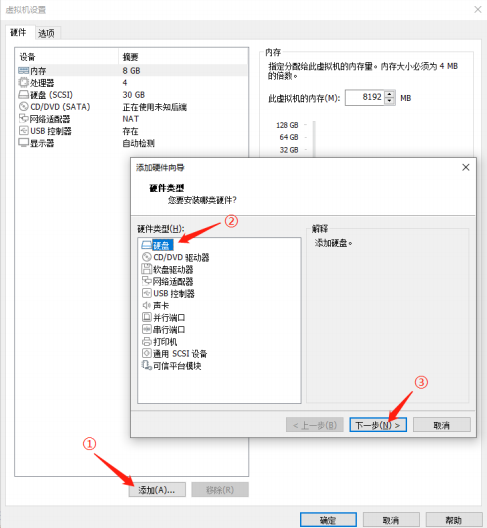 虚拟机设置
硬件 选项
设备 摘要
内存 8 GB
处理器 4
硬盘 (SCSI) 30 GB
CD/DVD (SATA) 正在使用未知后端
网络适配器 NAT
USB 控制器 存在
显示器 自动检测
内存
指定分配给此虚拟机的内存量。内存大小必须为 4 MB
的倍数。
此虚拟机的内存(M): 8192 MB
128 GB
64 GB
32 GB
添加硬件向导
硬件类型
您要安装哪类硬件?
硬件类型(H):
②
硬盘
CD/DVD 驱动器
软盘驱动器
网络适配器
USB 控制器
声卡
并行端口
串行端口
打印机
通用 SCSI 设备
可信平台模块
解释
添加硬盘。
③
< 上一步(B) 下一步(N) > 取消
①
添加(A)... 移除(R)
确定 取消 帮助